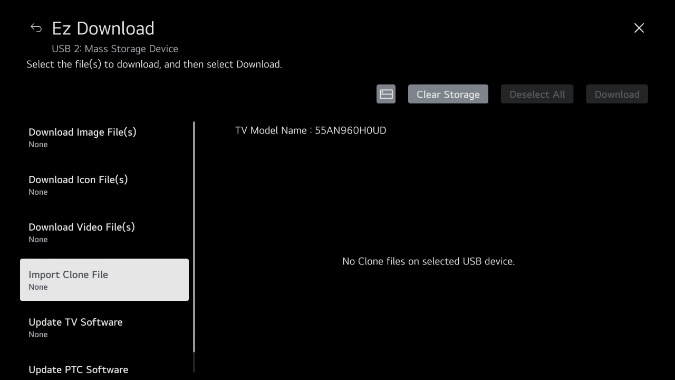 Ez Download
USB 2: Mass Storage Device
Select the file(s) to download, and then select Download.
Clear Storage
Deselect All
Download
Download Image File(s)
None
Download Icon File(s)
None
Download Video File(s)
None
Import Clone File
None
Update TV Software
None
Update PTC Software
TV Model Name : 55AN960H0UD
No Clone files on selected USB device.